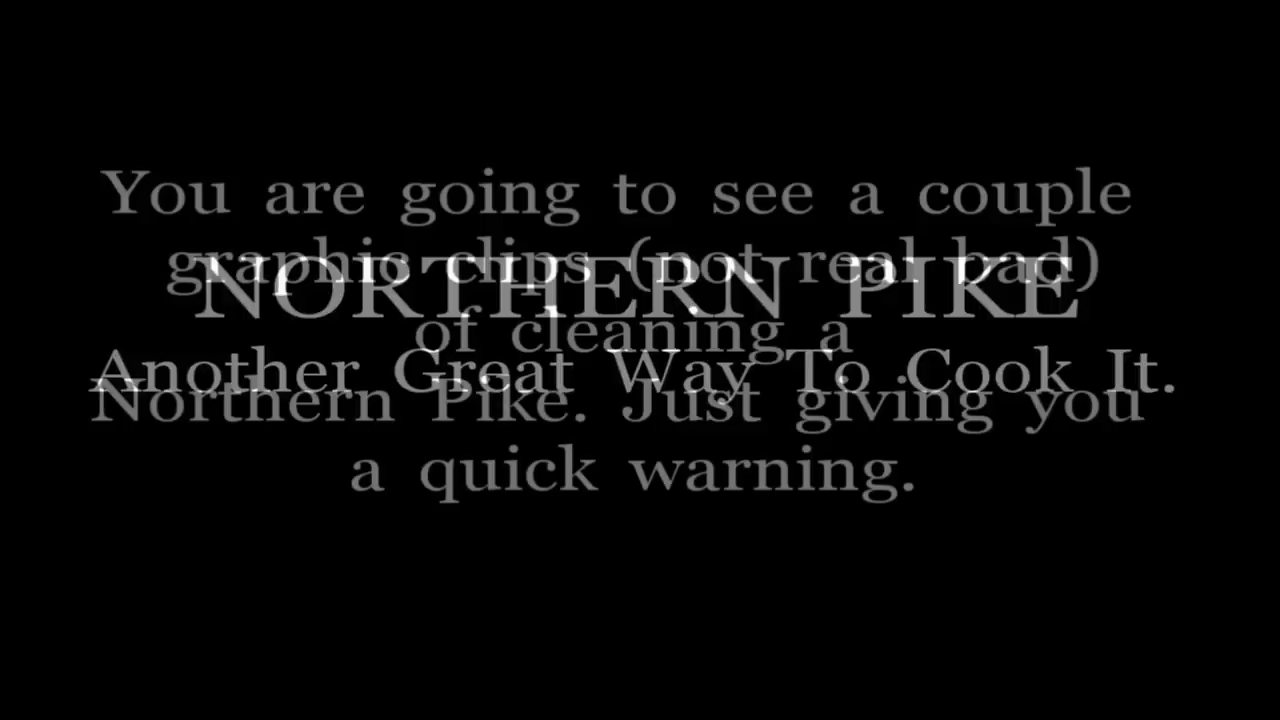 You are going to see a couple
graphic clips (not real bad)
NORTHERN PIKE
of cleaning a
Another Great Way To Cook It.
Northern Pike. Just giving you
a quick warning.